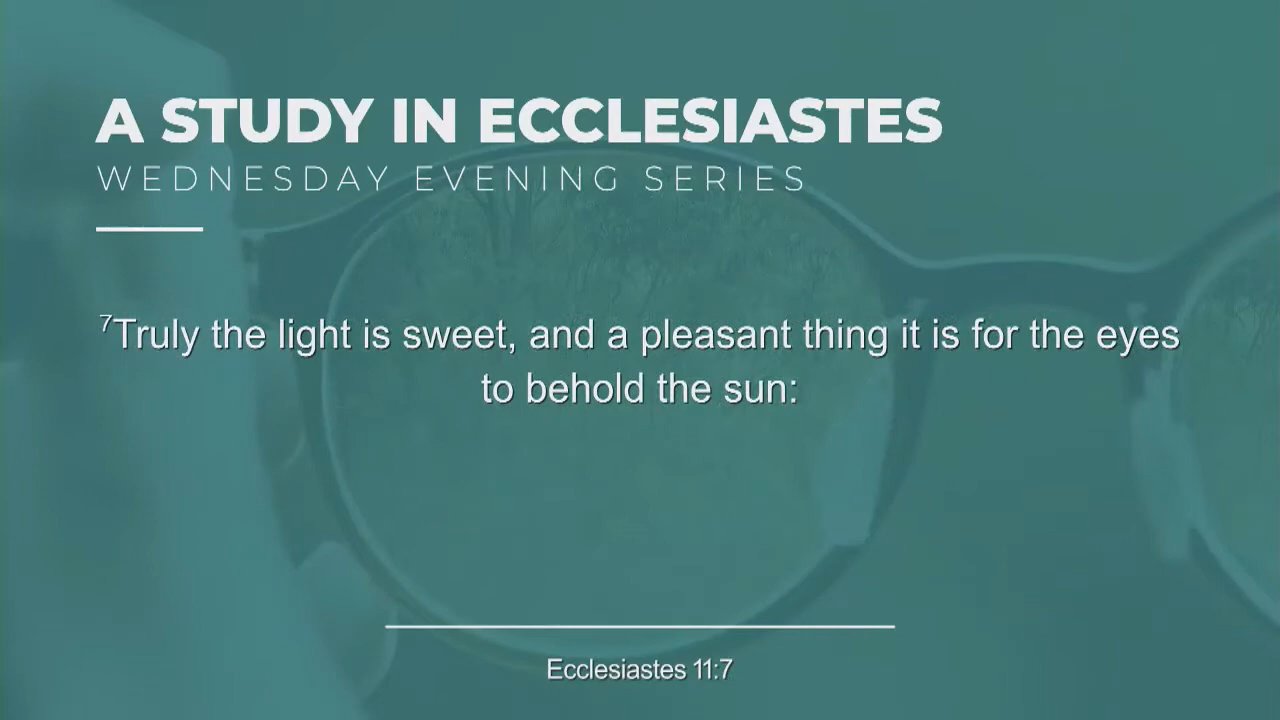 A STUDY IN ECCLESIASTES
WEDNESDAY EVENING SERIES
⁷Truly the light is sweet, and a pleasant thing it is for the eyes
to behold the sun:
Ecclesiastes 11:7